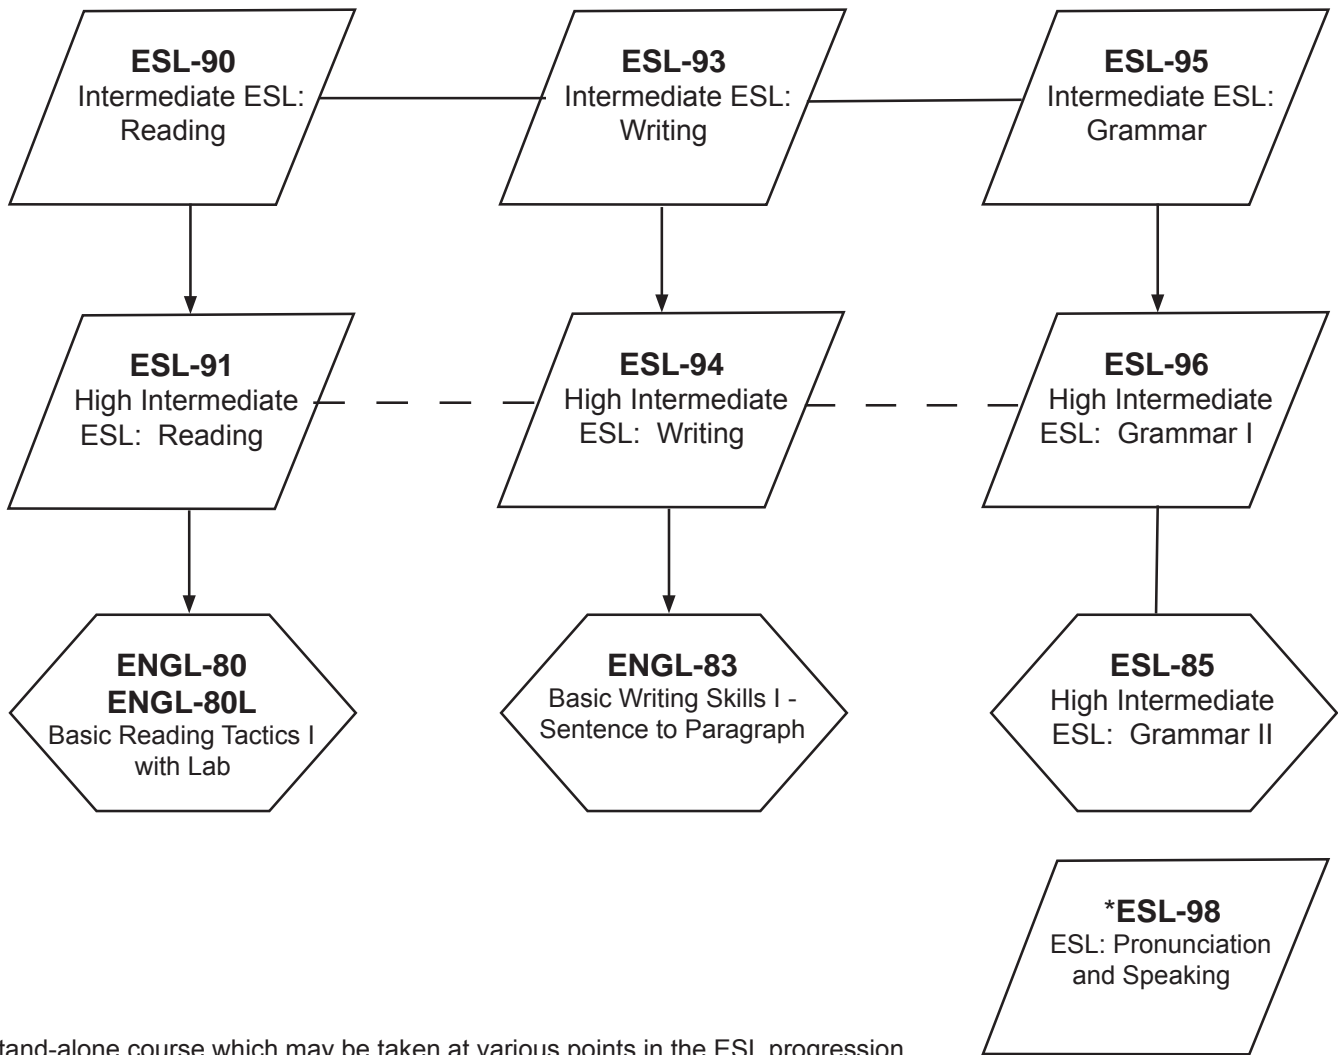 ESL-90
Intermediate ESL:
Reading
ESL-93
Intermediate ESL:
Writing
ESL-95
Intermediate ESL:
Grammar
ESL-91
High Intermediate
ESL: Reading
ESL-94
High Intermediate
ESL: Writing
ESL-96
High Intermediate
ESL: Grammar I
ENGL-80
ENGL-80L
Basic Reading Tactics I
with Lab
ENGL-83
Basic Writing Skills I -
Sentence to Paragraph
ESL-85
High Intermediate
ESL: Grammar II
*ESL-98
ESL: Pronunciation
and Speaking
tand-alone course which may be taken at various points in the ESL progression